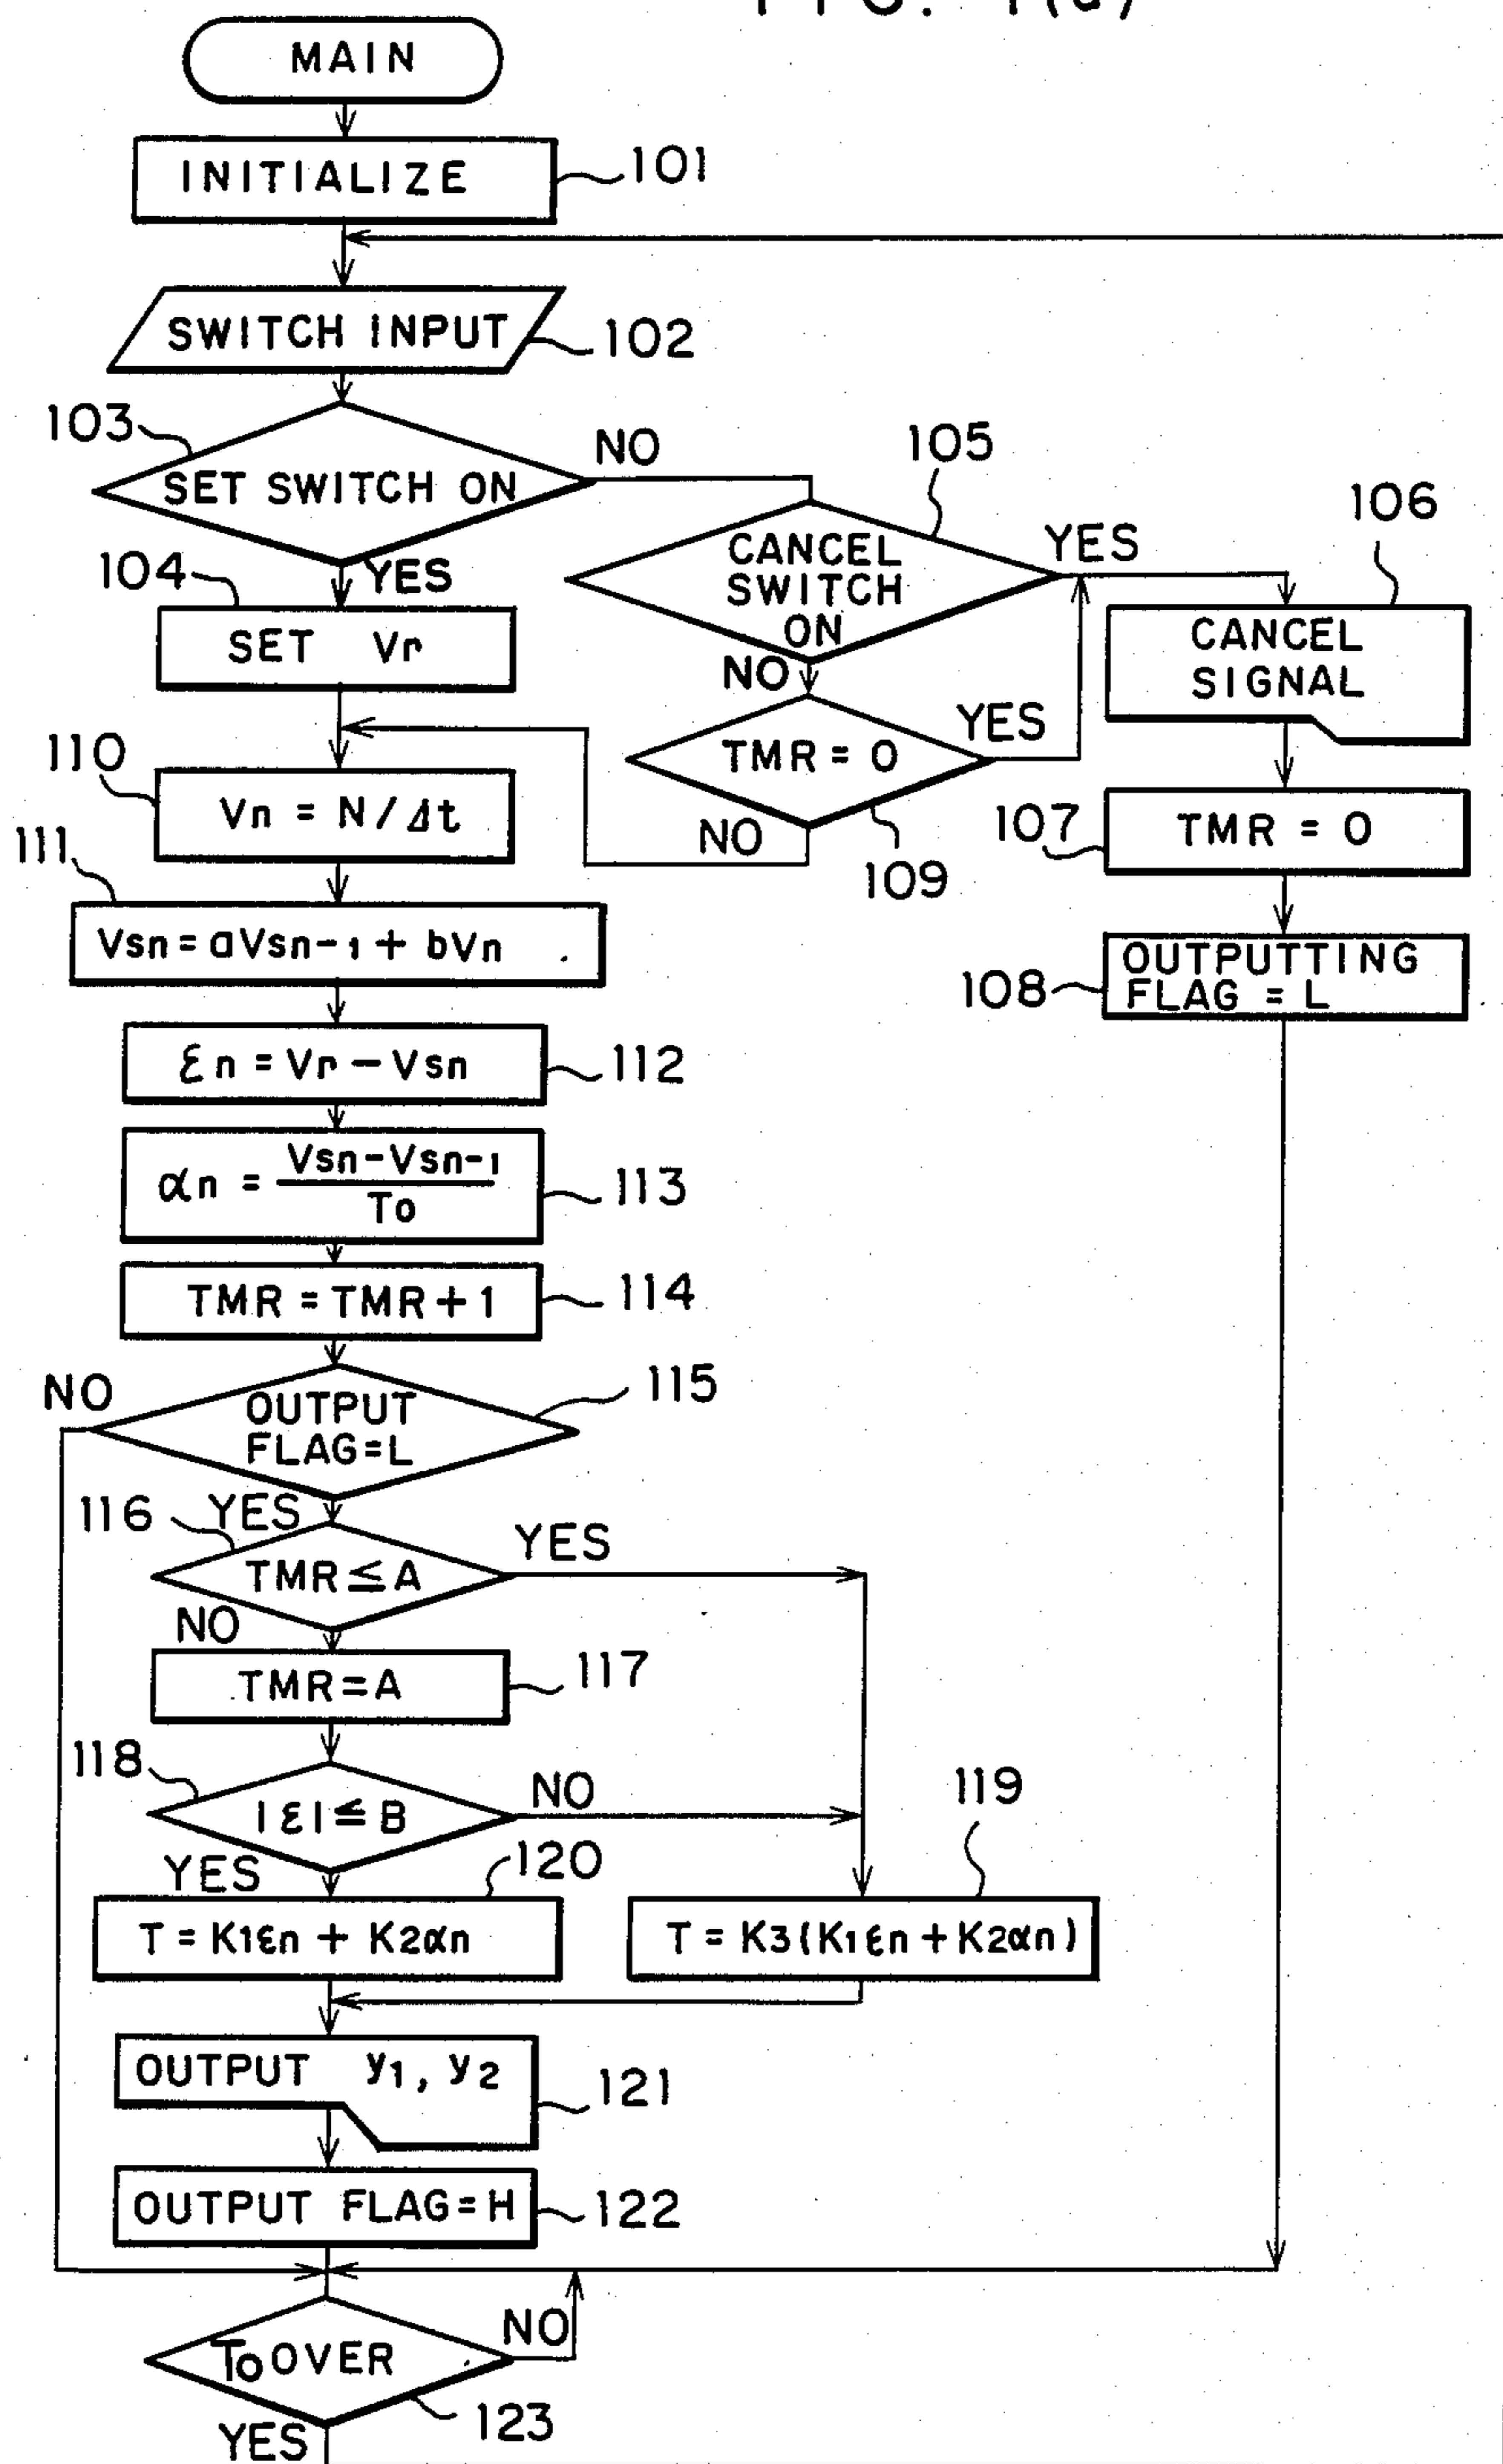 MAIN
INITIALIZE
101
SWITCH INPUT
102
103
SET SWITCH ON
NO
YES
104
SET Vr
105
CANCEL
SWITCH
ON
YES
NO
106
CANCEL
SIGNAL
TMR = 0
YES
NO
109
107
TMR = 0
108
OUTPUTTING
FLAG = L
110
Vn = N/Δt
111
Vsn = aVsn-1 + bVn
εn = Vr - Vsn
112
αn = Vsn-Vsn-1
To
113
TMR = TMR + 1
114
NO
OUTPUT
FLAG=L
115
YES
116
TMR ≤ A
YES
NO
TMR=A
117
118
|ε| ≤ B
NO
YES
120
T = K1εn + K2αn
119
T = K3(K1εn + K2αn)
OUTPUT y1, y2
121
OUTPUT FLAG=H
122
To OVER
NO
123
YES